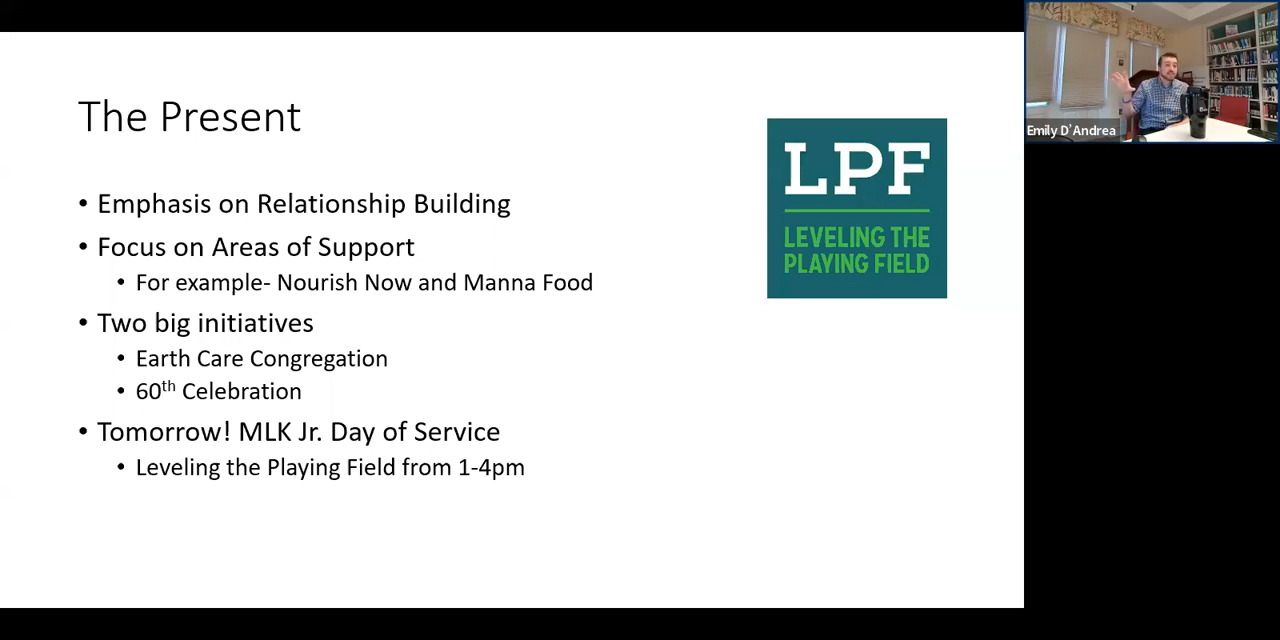 The Present
• Emphasis on Relationship Building
• Focus on Areas of Support
• For example- Nourish Now and Manna Food
• Two big initiatives
• Earth Care Congregation
• 60th Celebration
• Tomorrow! MLK Jr. Day of Service
• Leveling the Playing Field from 1-4pm
LPF
LEVELING THE
PLAYING FIELD
Emily D'Andrea